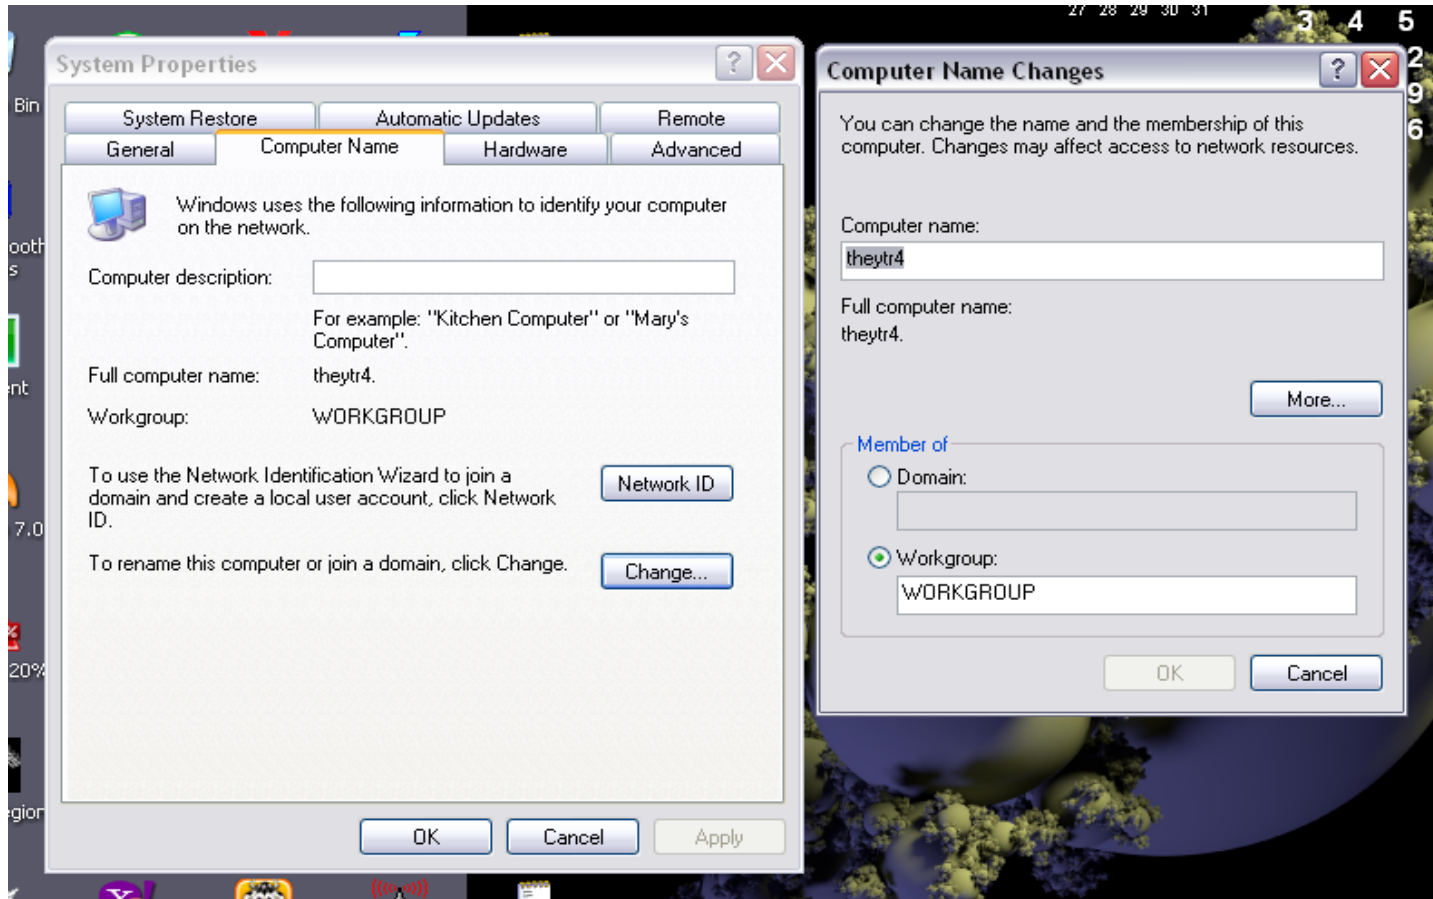 27 28 29 30 31
3 4 5
2
9
6
Bin
ooth
s
ent
7.0
20%
egion
System Properties
System Restore Automatic Updates Remote
General Computer Name Hardware Advanced
Windows uses the following information to identify your computer
on the network.
Computer description:
For example: "Kitchen Computer" or "Mary's
Computer".
Full computer name: theytr4.
Workgroup: WORKGROUP
To use the Network Identification Wizard to join a
domain and create a local user account, click Network
ID.
Network ID
To rename this computer or join a domain, click Change.
Change...
OK Cancel Apply
Computer Name Changes
You can change the name and the membership of this
computer. Changes may affect access to network resources.
Computer name:
theytr4
Full computer name:
theytr4.
More...
Member of
Domain:
Workgroup:
WORKGROUP
OK Cancel